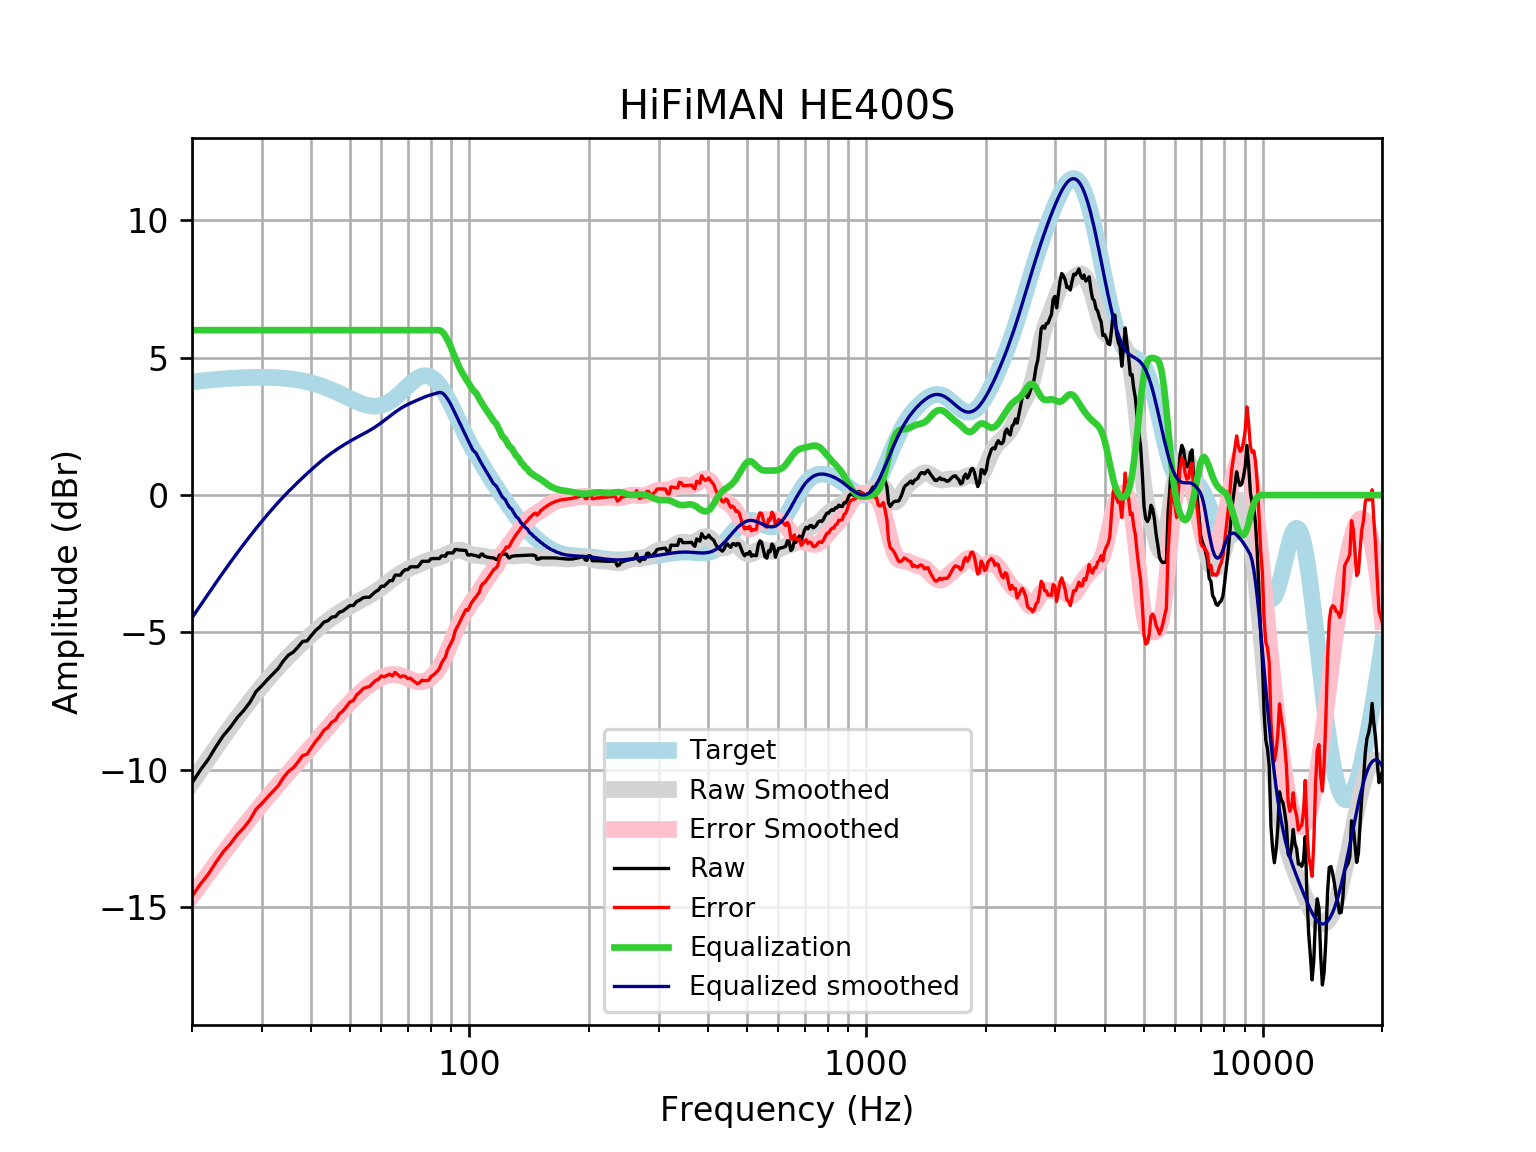 HiFiMAN HE400S
Amplitude (dBr)
10
5
0
−5
−10
−15
Target
Raw Smoothed
Error Smoothed
Raw
Error
Equalization
Equalized smoothed
100
1000
10000
Frequency (Hz)